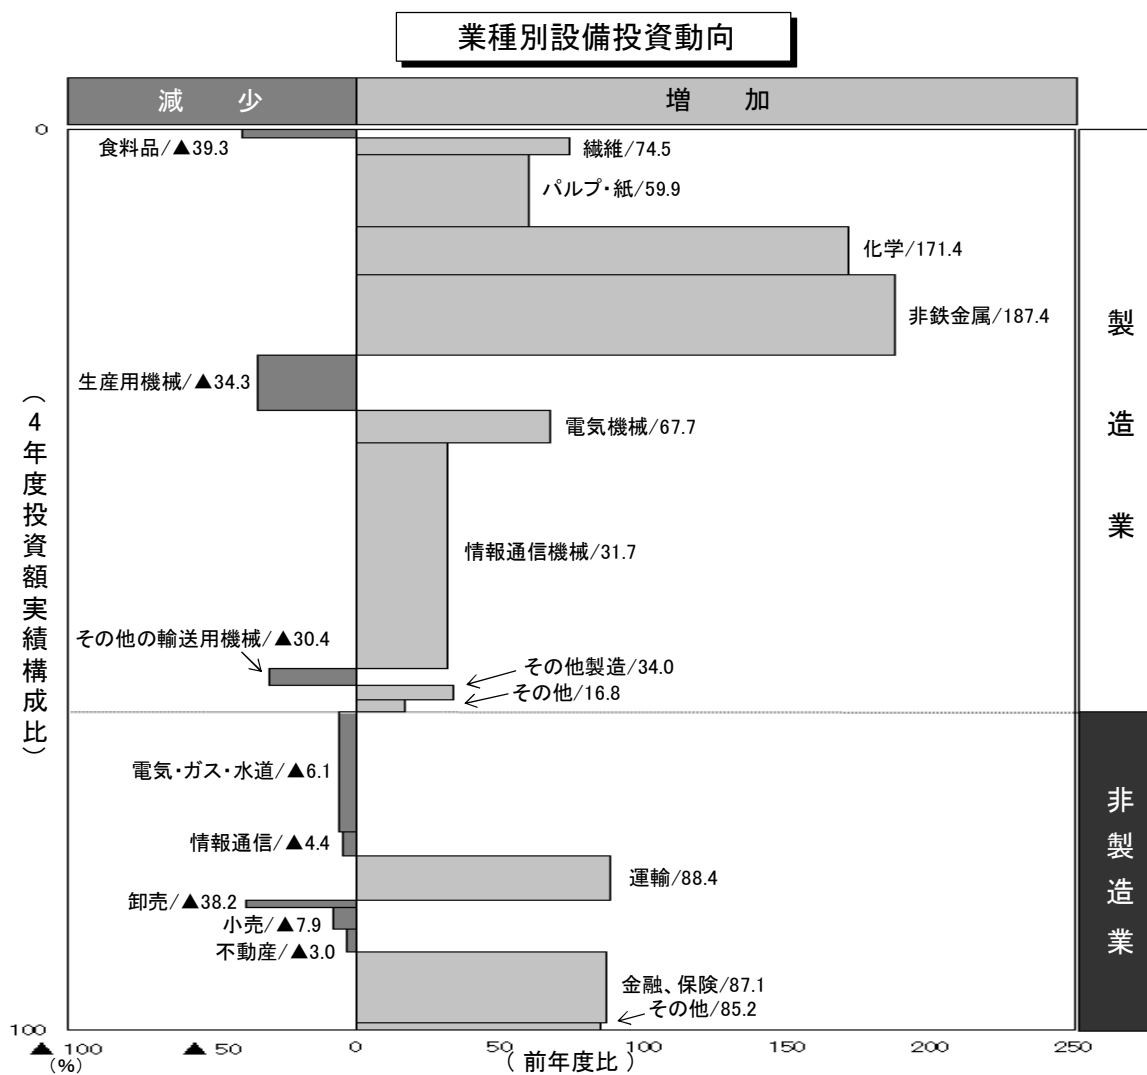 業種別設備投資動向
減 少
増 加
0
食料品/▲39.3
繊維/74.5
パルプ・紙/59.9
化学/171.4
非鉄金属/187.4
生産用機械/▲34.3
電気機械/67.7
情報通信機械/31.7
その他の輸送用機械/▲30.4
その他製造/34.0
その他/16.8
製造業
(4年度投資額実績構成比)
電気・ガス・水道/▲6.1
情報通信/▲4.4
運輸/88.4
卸売/▲38.2
小売/▲7.9
不動産/▲3.0
金融、保険/87.1
その他/85.2
非製造業
100
▲ 100 ▲ 50 0 50 100 150 200 250
(%)
( 前年度比 )